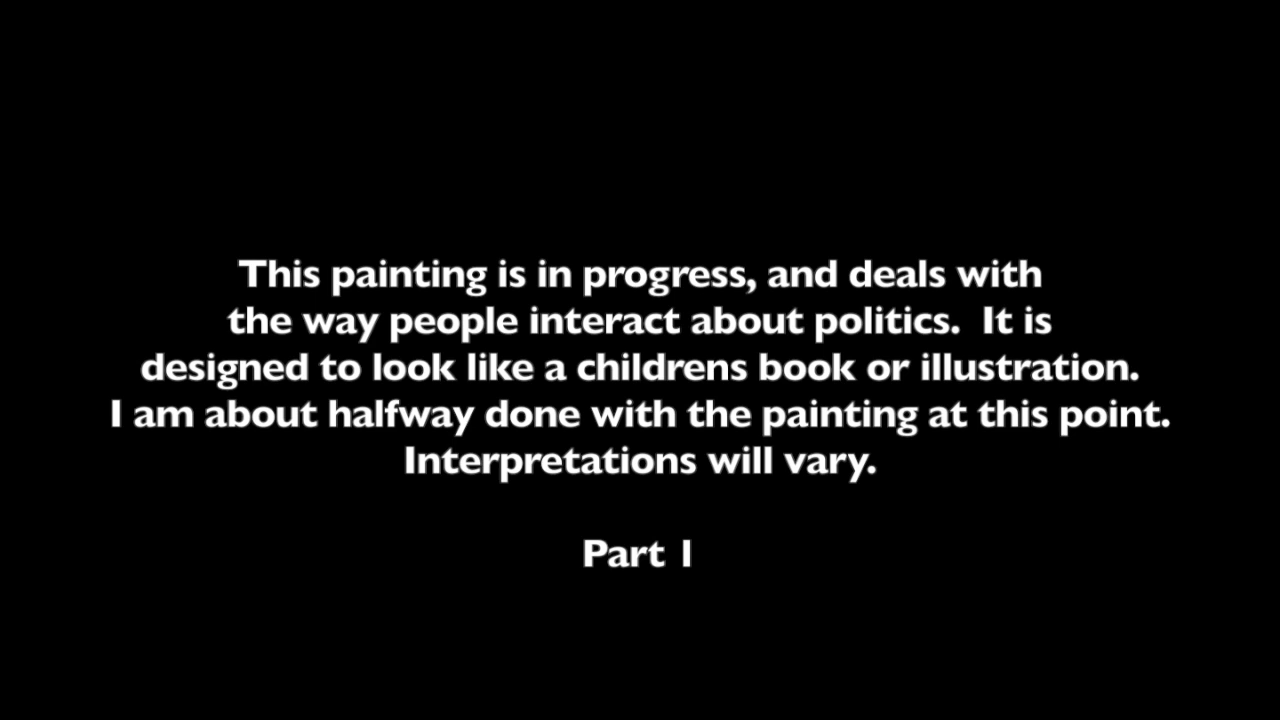 This painting is in progress, and deals with
the way people interact about politics.  It is
designed to look like a childrens book or illustration.
I am about halfway done with the painting at this point.
Interpretations will vary.
Part 1